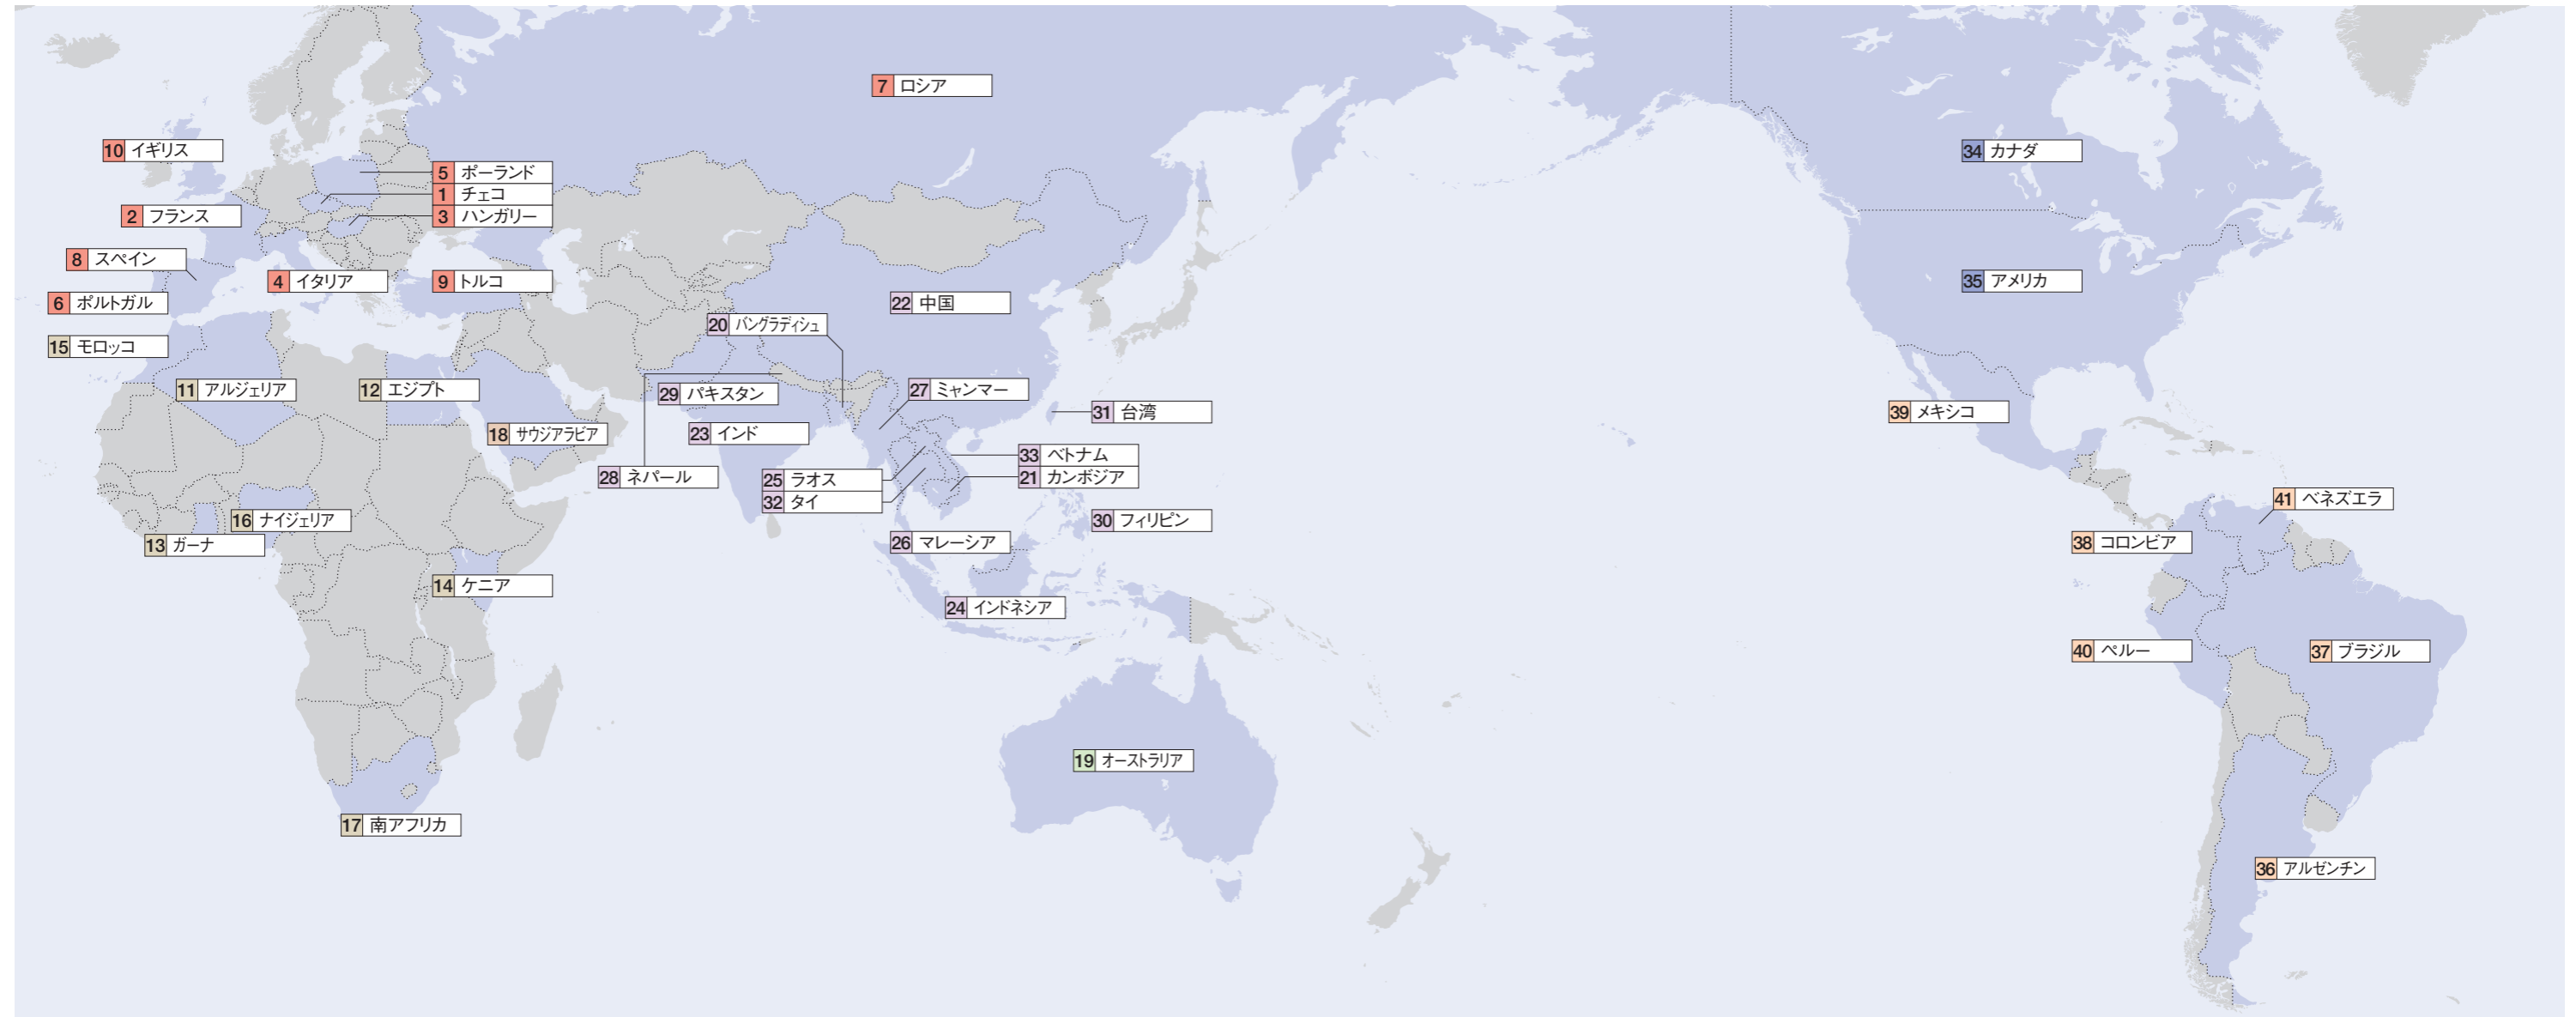 7 ロシア
10 イギリス
34 カナダ
5 ポーランド
1 チェコ
2 フランス
3 ハンガリー
8 スペイン
4 イタリア
9 トルコ
35 アメリカ
6 ポルトガル
22 中国
20 バングラディシュ
15 モロッコ
11 アルジェリア
12 エジプト
29 パキスタン
27 ミャンマー
31 台湾
39 メキシコ
18 サウジアラビア
23 インド
33 ベトナム
28 ネパール
25 ラオス
21 カンボジア
32 タイ
41 ベネズエラ
16 ナイジェリア
30 フィリピン
13 ガーナ
26 マレーシア
38 コロンビア
14 ケニア
24 インドネシア
40 ペルー
37 ブラジル
19 オーストラリア
17 南アフリカ
36 アルゼンチン